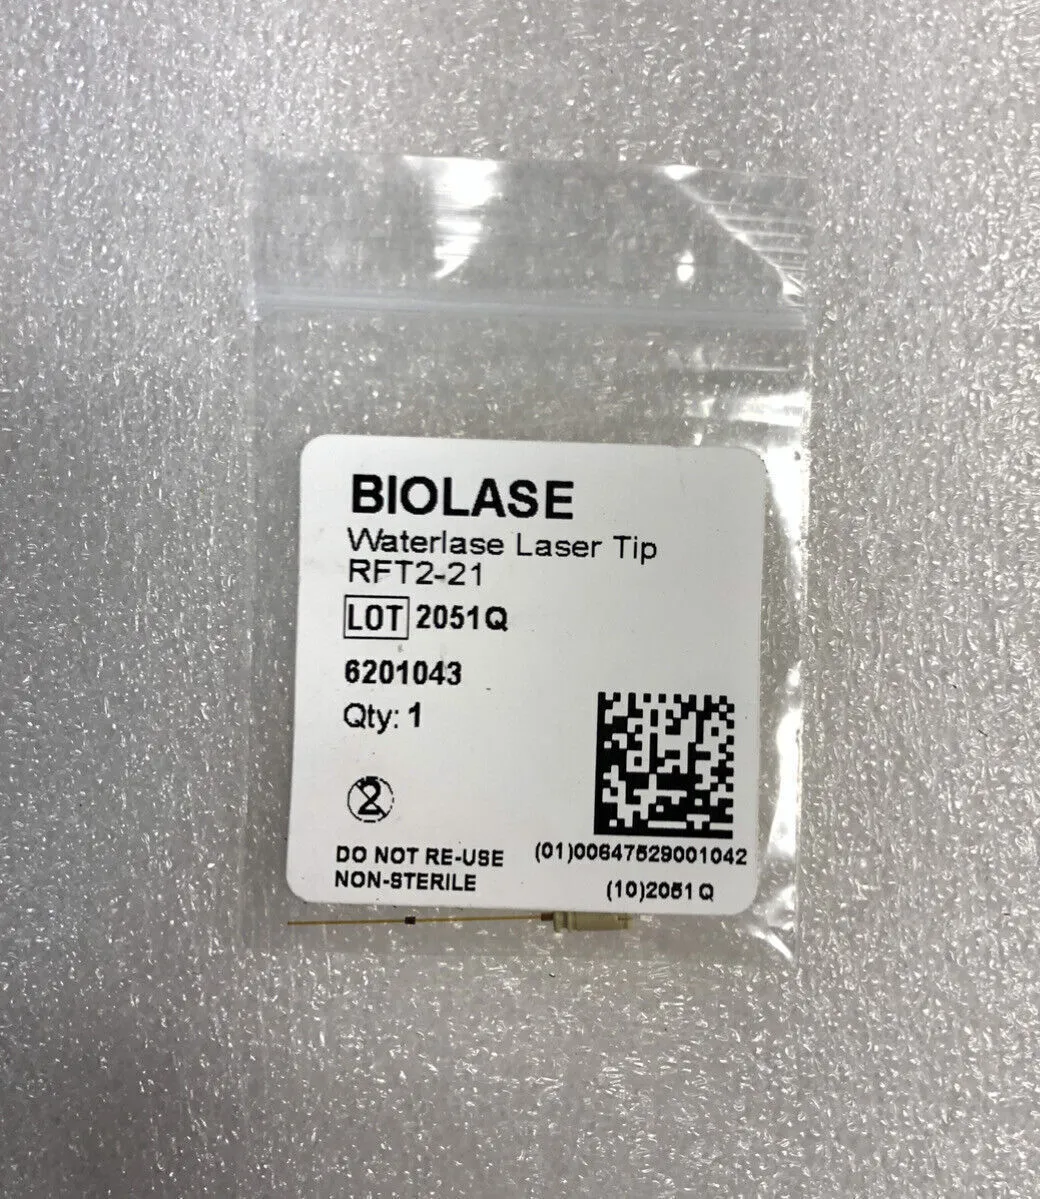 BIOLASE
Waterlase Laser Tip
RFT2-21
LOT 2051Q
6201043
Qty: 1
2
DO NOT RE-USE
NON-STERILE
(01)00647529001042
(10)2051Q